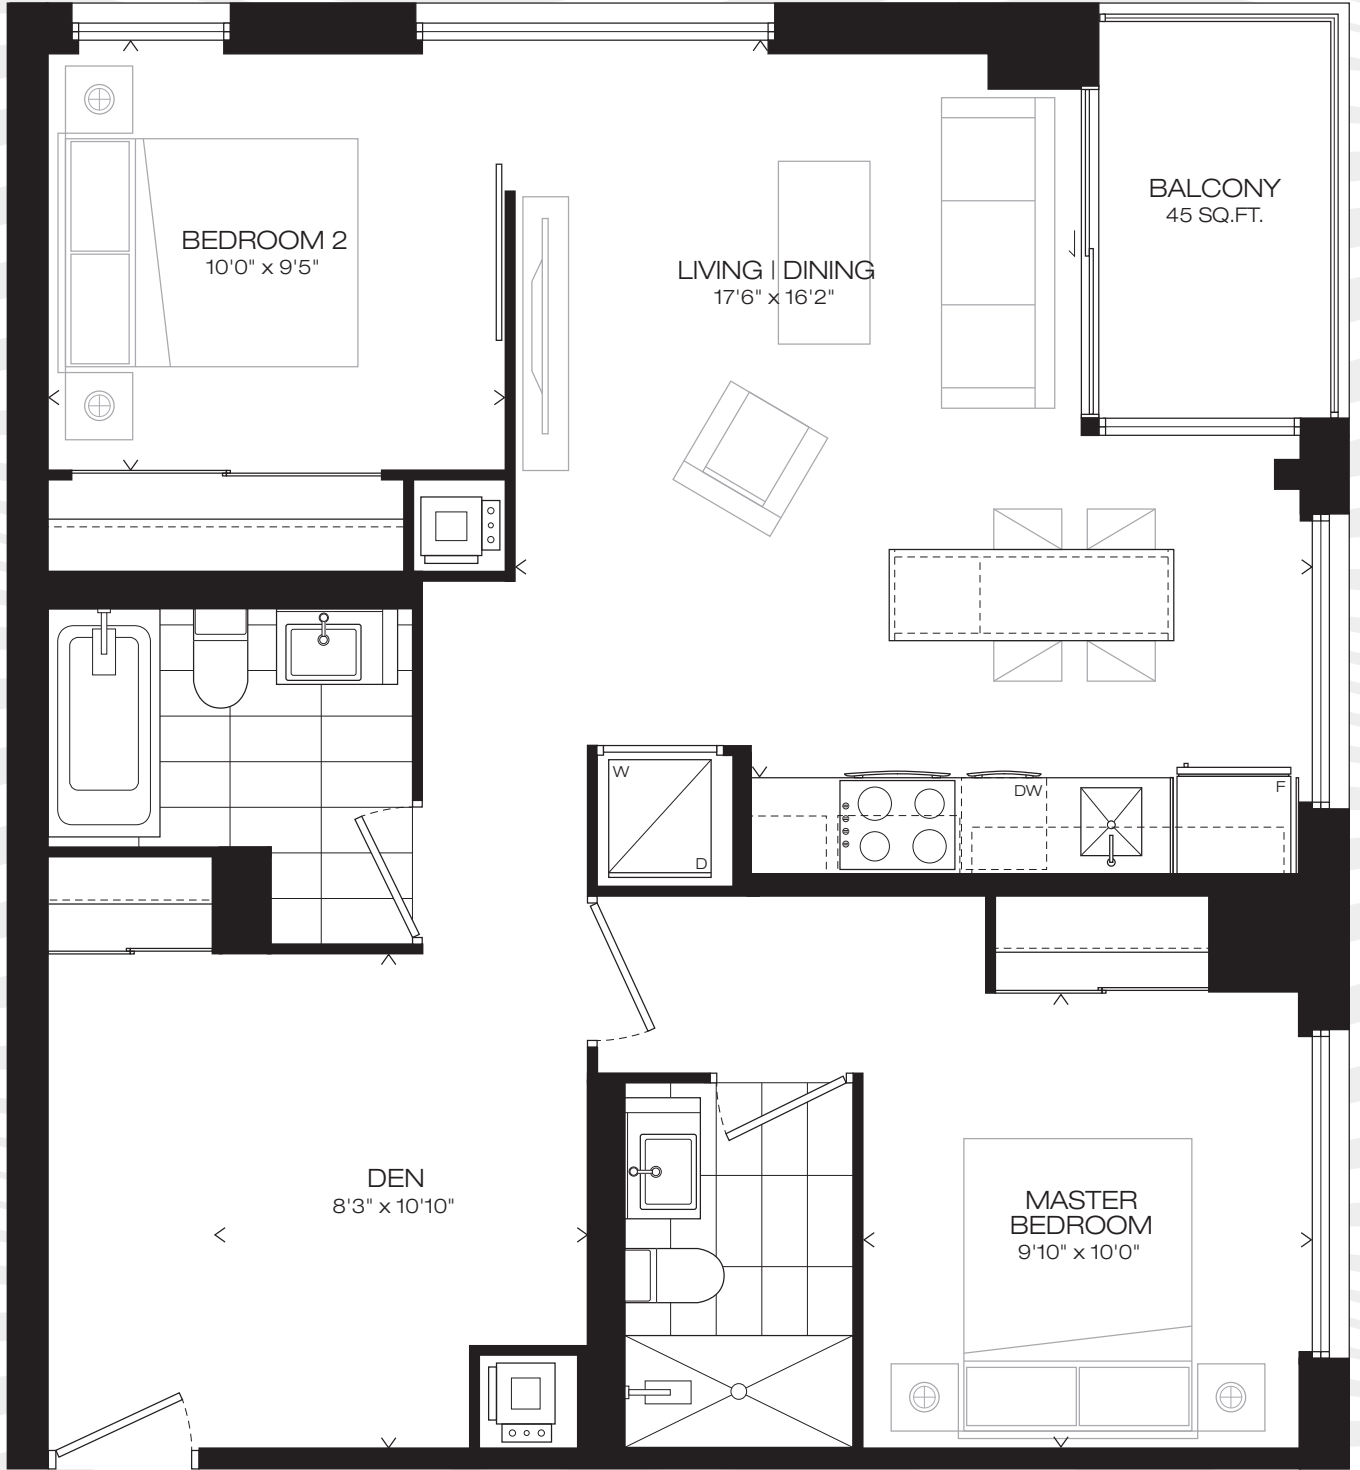 BEDROOM 2
10'0" x 9'5"
LIVING | DINING
17'6" x 16'2"
BALCONY
45 SQ.FT.
W
D
DW
F
DEN
8'3" x 10'10"
MASTER
BEDROOM
9'10" x 10'0"